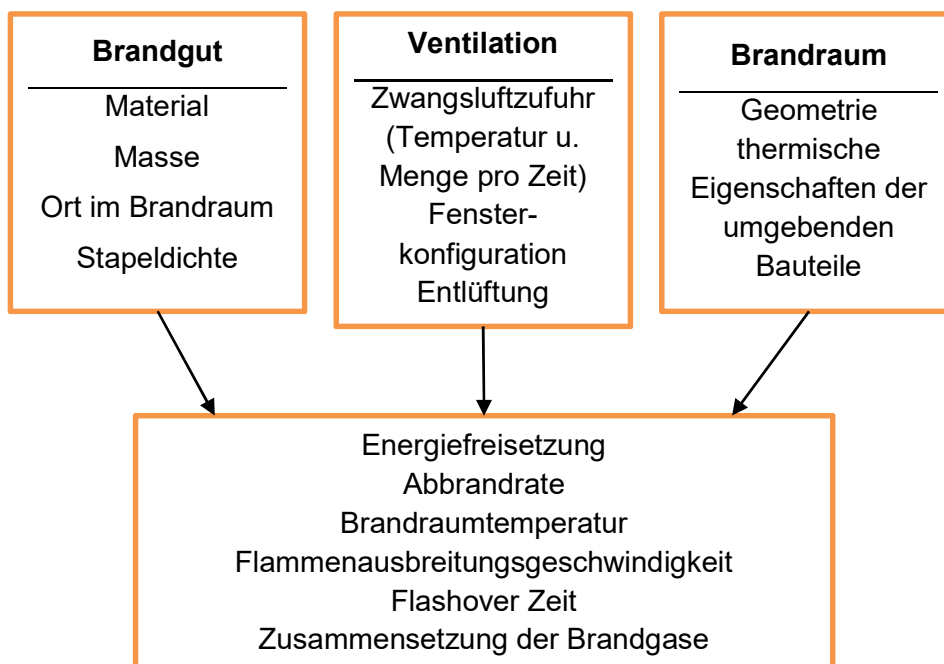 Brandgut
Material
Masse
Ort im Brandraum
Stapeldichte
Ventilation
Zwangsluftzufuhr
(Temperatur u.
Menge pro Zeit)
Fenster-
konfiguration
Entlüftung
Brandraum
Geometrie
thermische
Eigenschaften der
umgebenden
Bauteile
Energiefreisetzung
Abbrandrate
Brandraumtemperatur
Flammenausbreitungsgeschwindigkeit
Flashover Zeit
Zusammensetzung der Brandgase